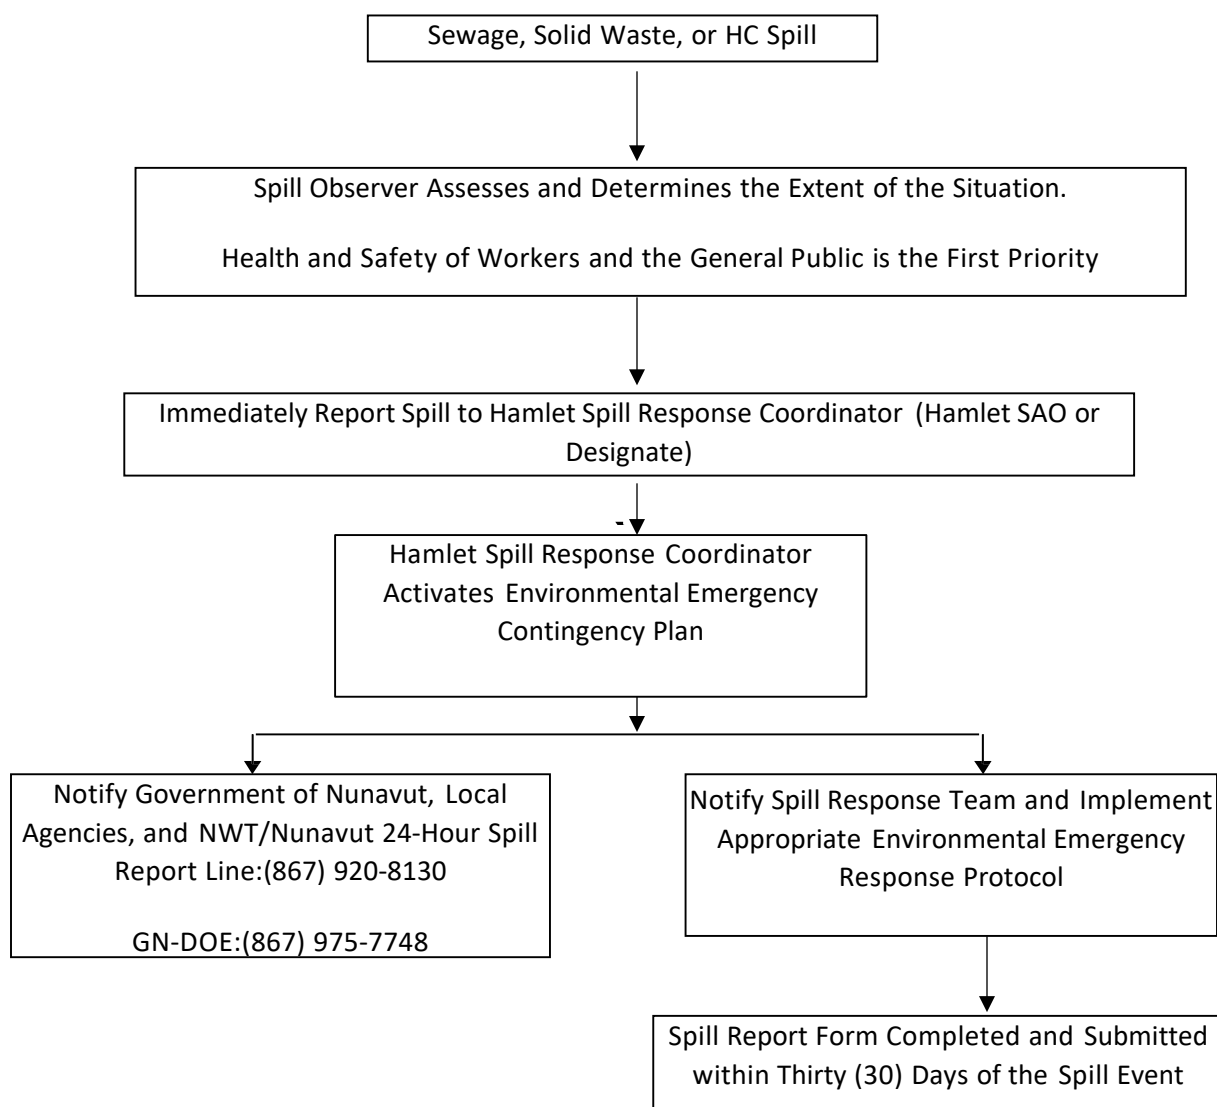 Sewage, Solid Waste, or HC Spill
Spill Observer Assesses and Determines the Extent of the Situation.
Health and Safety of Workers and the General Public is the First Priority
Immediately Report Spill to Hamlet Spill Response Coordinator (Hamlet SAO or
Designate)
Hamlet Spill Response Coordinator
Activates Environmental Emergency
Contingency Plan
Notify Government of Nunavut, Local
Agencies, and NWT/Nunavut 24-Hour Spill
Report Line:(867) 920-8130
GN-DOE:(867) 975-7748
Notify Spill Response Team and Implement
Appropriate Environmental Emergency
Response Protocol
Spill Report Form Completed and Submitted
within Thirty (30) Days of the Spill Event